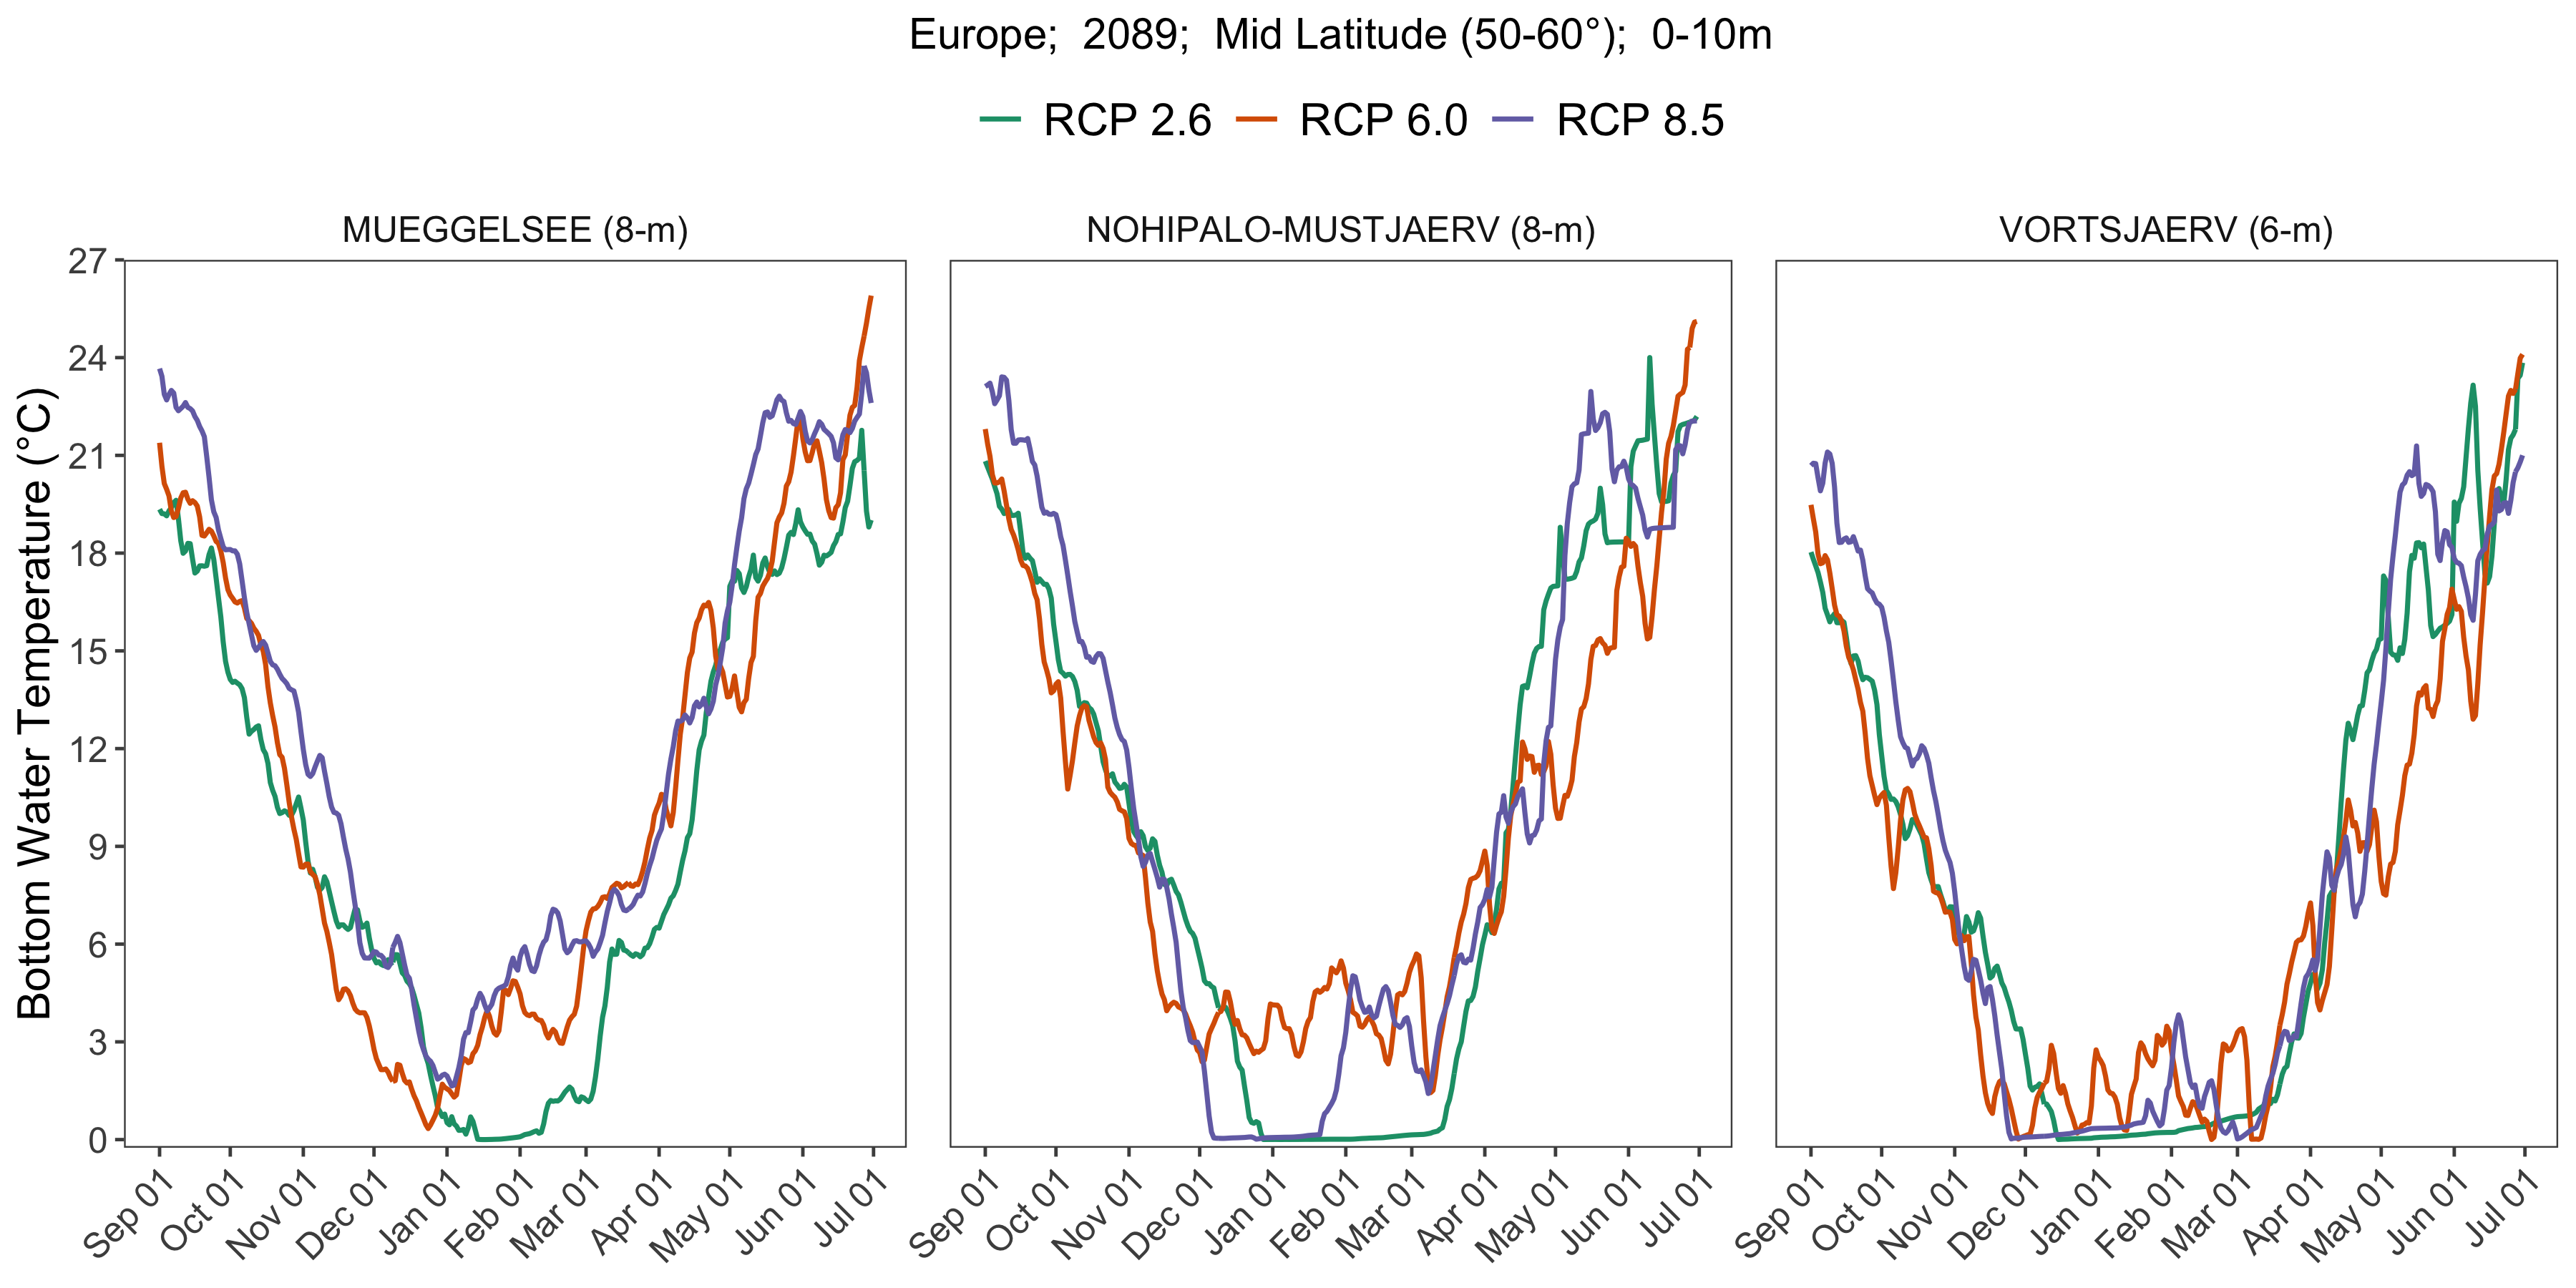 Europe;  2089;  Mid Latitude (50-60°);  0-10m
RCP 2.6 RCP 6.0 RCP 8.5
MUEGGELSEE (8-m) NOHIPALO-MUSTJAERV (8-m) VORTSJAERV (6-m)
Bottom Water Temperature (°C)
27
24
21
18
15
12
9
6
3
0
Sep 01 Oct 01 Nov 01 Dec 01 Jan 01 Feb 01 Mar 01 Apr 01 May 01 Jun 01 Jul 01 Sep 01 Oct 01 Nov 01 Dec 01 Jan 01 Feb 01 Mar 01 Apr 01 May 01 Jun 01 Jul 01 Sep 01 Oct 01 Nov 01 Dec 01 Jan 01 Feb 01 Mar 01 Apr 01 May 01 Jun 01 Jul 01